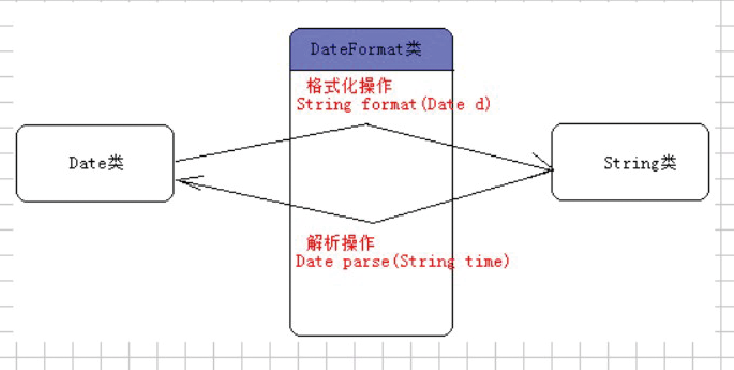 DateFormat类
格式化操作
String format(Date d)
Date类
String类
解析操作
Date parse(String time)